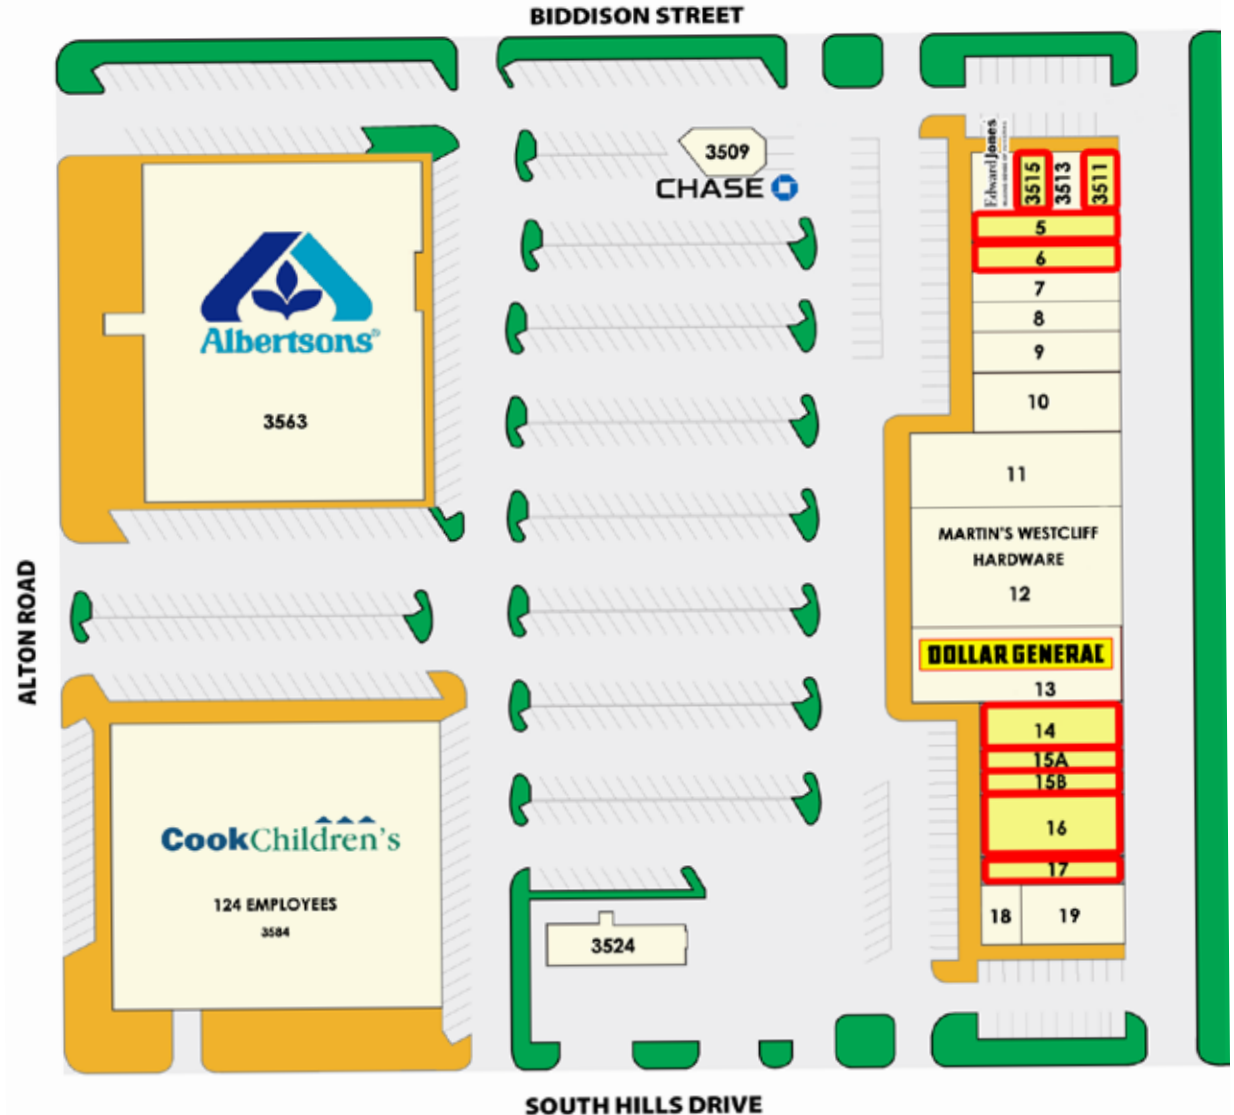 BIDDISON STREET
3509
CHASE
Edward Jones
3515
3513
3511
5
6
7
8
9
10
11
MARTIN'S WESTCLIFF
HARDWARE
12
DOLLAR GENERAL
13
14
15A
15B
16
17
18
19
Albertsons®
3563
ALTON ROAD
CookChildren's
124 EMPLOYEES
3584
3524
SOUTH HILLS DRIVE